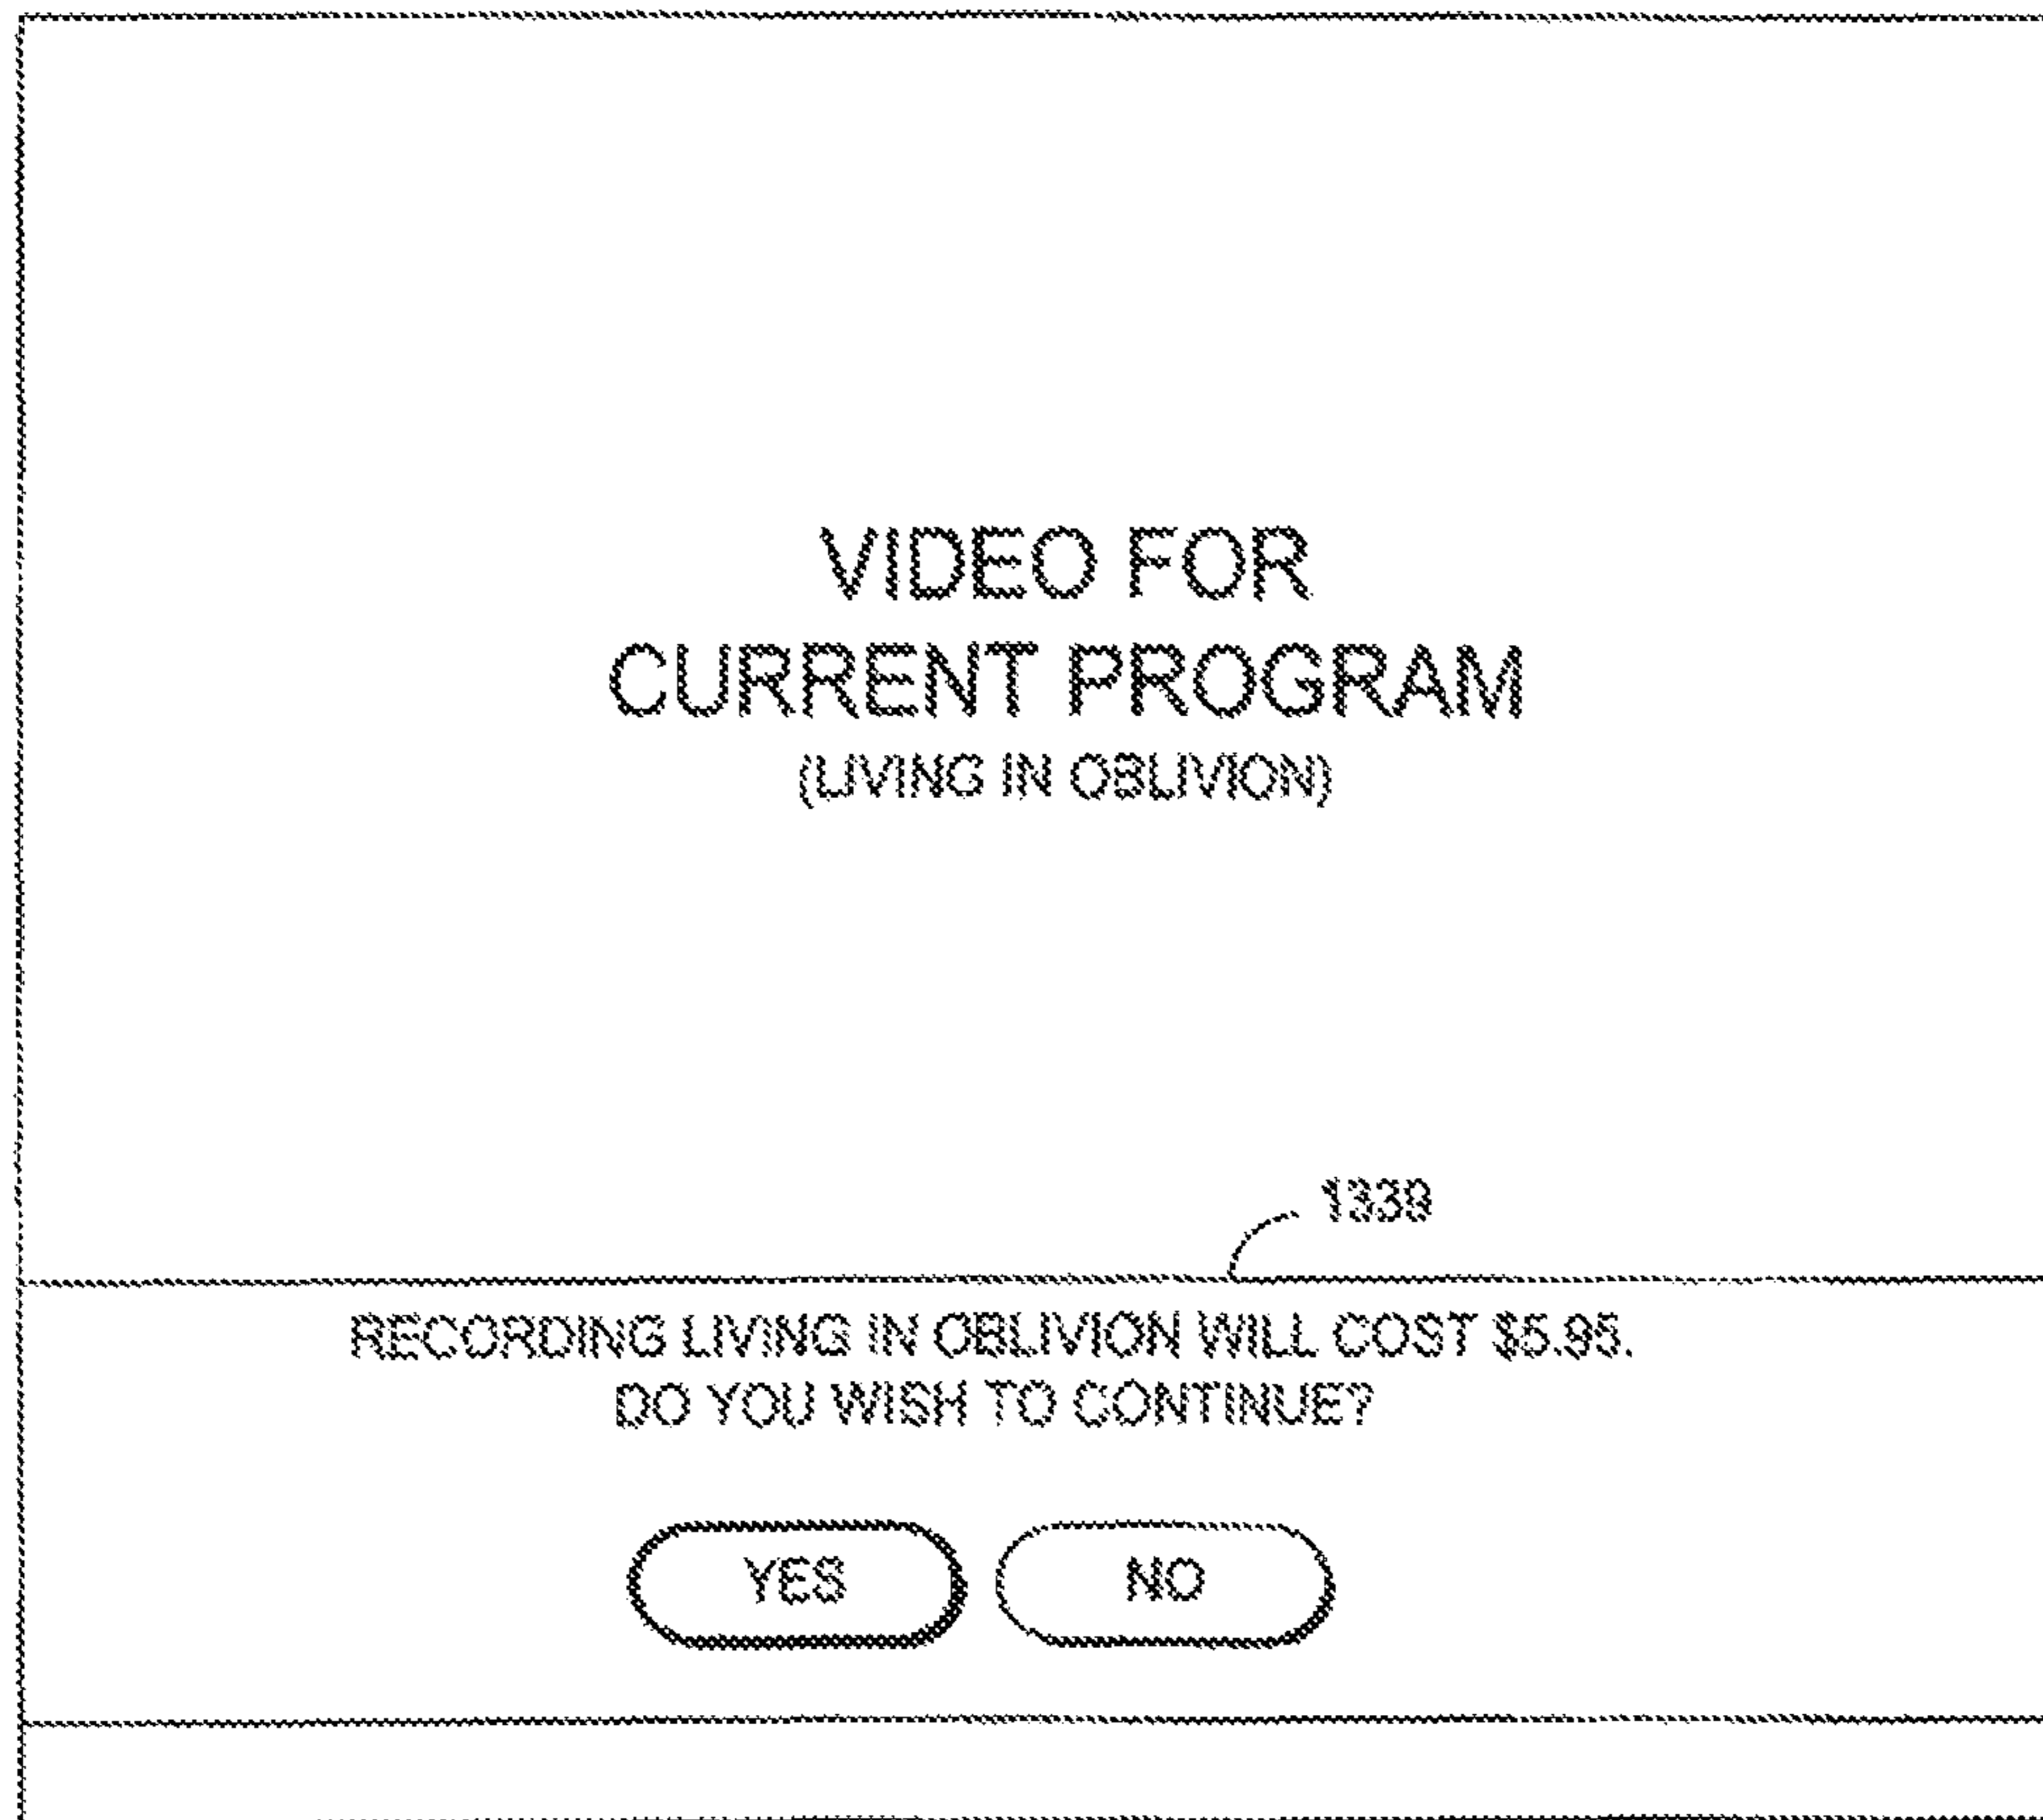 VIDEO FOR
CURRENT PROGRAM
(LIVING IN OBLIVION)
1339
RECORDING LIVING IN OBLIVION WILL COST $5.95.
DO YOU WISH TO CONTINUE?
YES NO